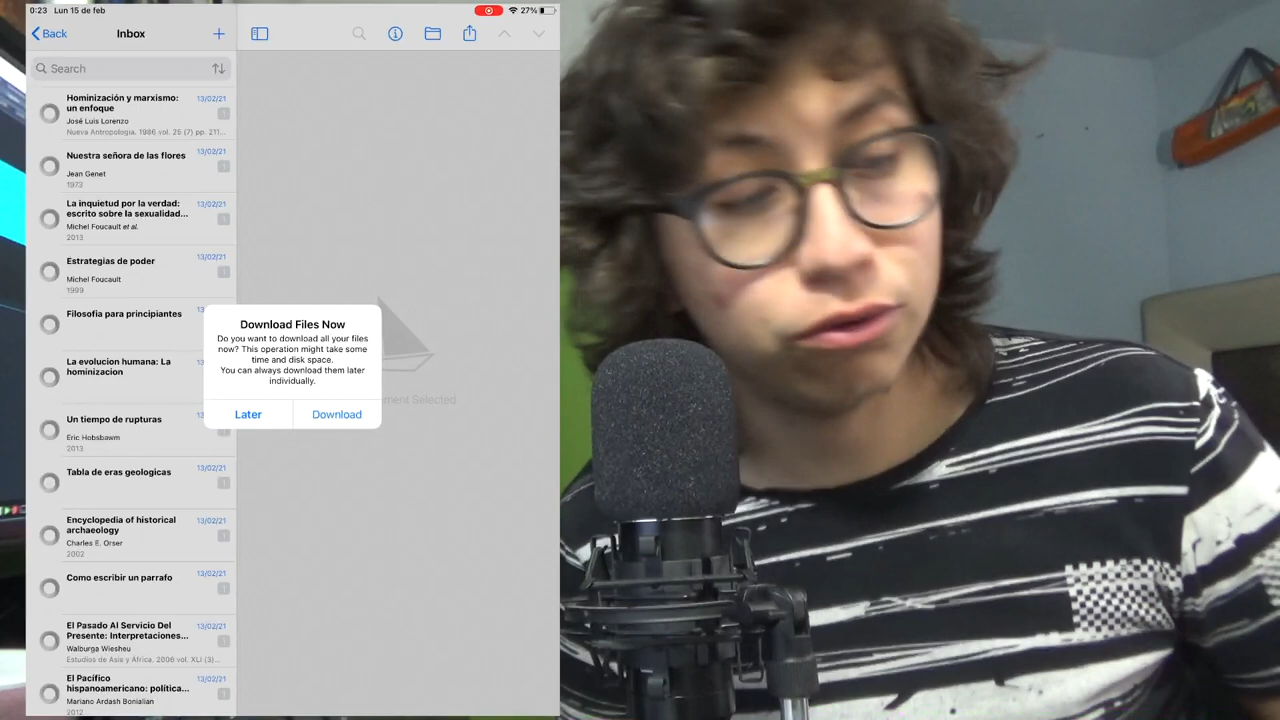 0:23 Lun 15 de feb
27%
Back
Inbox
Search
Hominización y marxismo: un enfoque
13/02/21
José Luis Lorenzo
Nueva Antropologia. 1986 vol. 25 (7) pp. 211...
Nuestra señora de las flores
13/02/21
Jean Genet
1973
La inquietud por la verdad:
13/02/21
escrito sobre la sexualidad...
Michel Foucault et al.
2013
Estrategias de poder
13/02/21
Michel Foucault
1999
Filosofia para principiantes
La evolucion humana: La
hominizacion
Un tiempo de rupturas
Eric Hobsbawm
2013
Tabla de eras geologicas
13/02/21
Encyclopedia of historical
13/02/21
archaeology
Charles E. Orser
2002
Como escribir un parrafo
13/02/21
El Pasado Al Servicio Del
13/02/21
Presente: Interpretaciones...
Walburga Wiesheu
Estudios de Asia y Africa. 2006 vol. XLI (3)...
El Pacífico
13/02/21
hispanoamericano: política...
Mariano Ardash Bonialian
2012
Download Files Now
Do you want to download all your files
now? This operation might take some
time and disk space.
You can always download them later
individually.
Later
Download
Selected